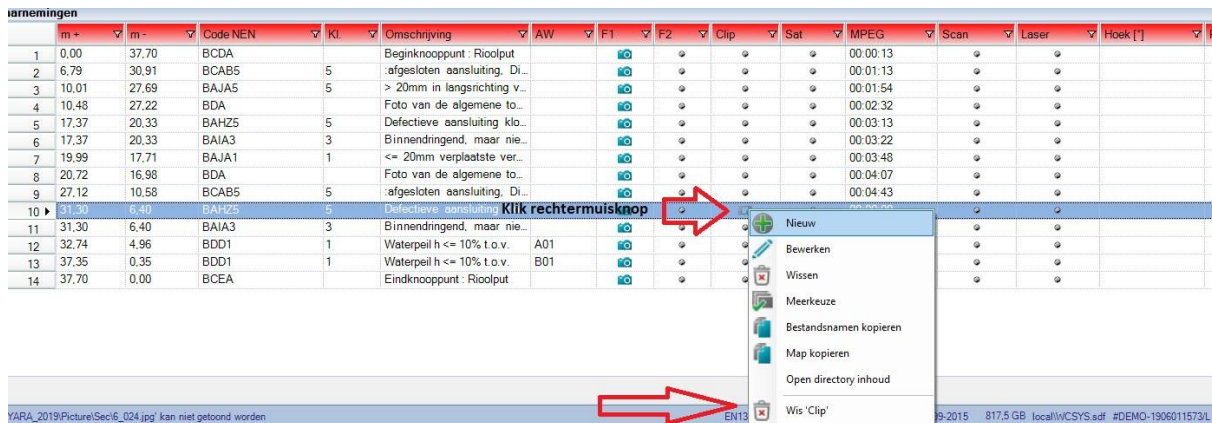 arnemingen
m + m - Code NEN Kl. Omschrijving AW F1 F2 Clip Sat MPEG Scan Laser Hoek [°]
1 0,00 37,70 BCDA Beginknooppunt : Rioolput 00:00:13
2 6,79 30,91 BCAB5 5 :afgesloten aansluiting, Di... 00:01:13
3 10,01 27,69 BAJA5 5 > 20mm in langsrichting v... 00:01:54
4 10,48 27,22 BDA Foto van de algemene to... 00:02:32
5 17,37 20,33 BAHZ5 5 Defectieve aansluiting klo... 00:03:13
6 17,37 20,33 BAIA3 3 Binnendringend, maar nie... 00:03:22
7 19,99 17,71 BAJA1 1 <= 20mm verplaatste ver... 00:03:48
8 20,72 16,98 BDA Foto van de algemene to... 00:04:07
9 27,12 10,58 BCAB5 5 :afgesloten aansluiting, Di... 00:04:43
10 31,30 6,40 BAHZ5 5 Defectieve aansluiting Klik rechtermuisknop
11 31,30 6,40 BAIA3 3 Binnendringend, maar nie...
12 32,74 4,96 BDD1 1 Waterpeil h <= 10% t.o.v. A01
13 37,35 0,35 BDD1 1 Waterpeil h <= 10% t.o.v. B01
14 37,70 0,00 BCEA Eindknooppunt : Rioolput
Nieuw
Bewerken
Wissen
Meerkeuze
Bestandsnamen kopieren
Map kopieren
Open directory inhoud
Wis 'Clip'
YARA_2019\Picture\Sec\6_024.jpg' kan niet getoond worden EN13 9-2015 817,5 GB local\WCSYS.sdf #DEMO-1906011573/L